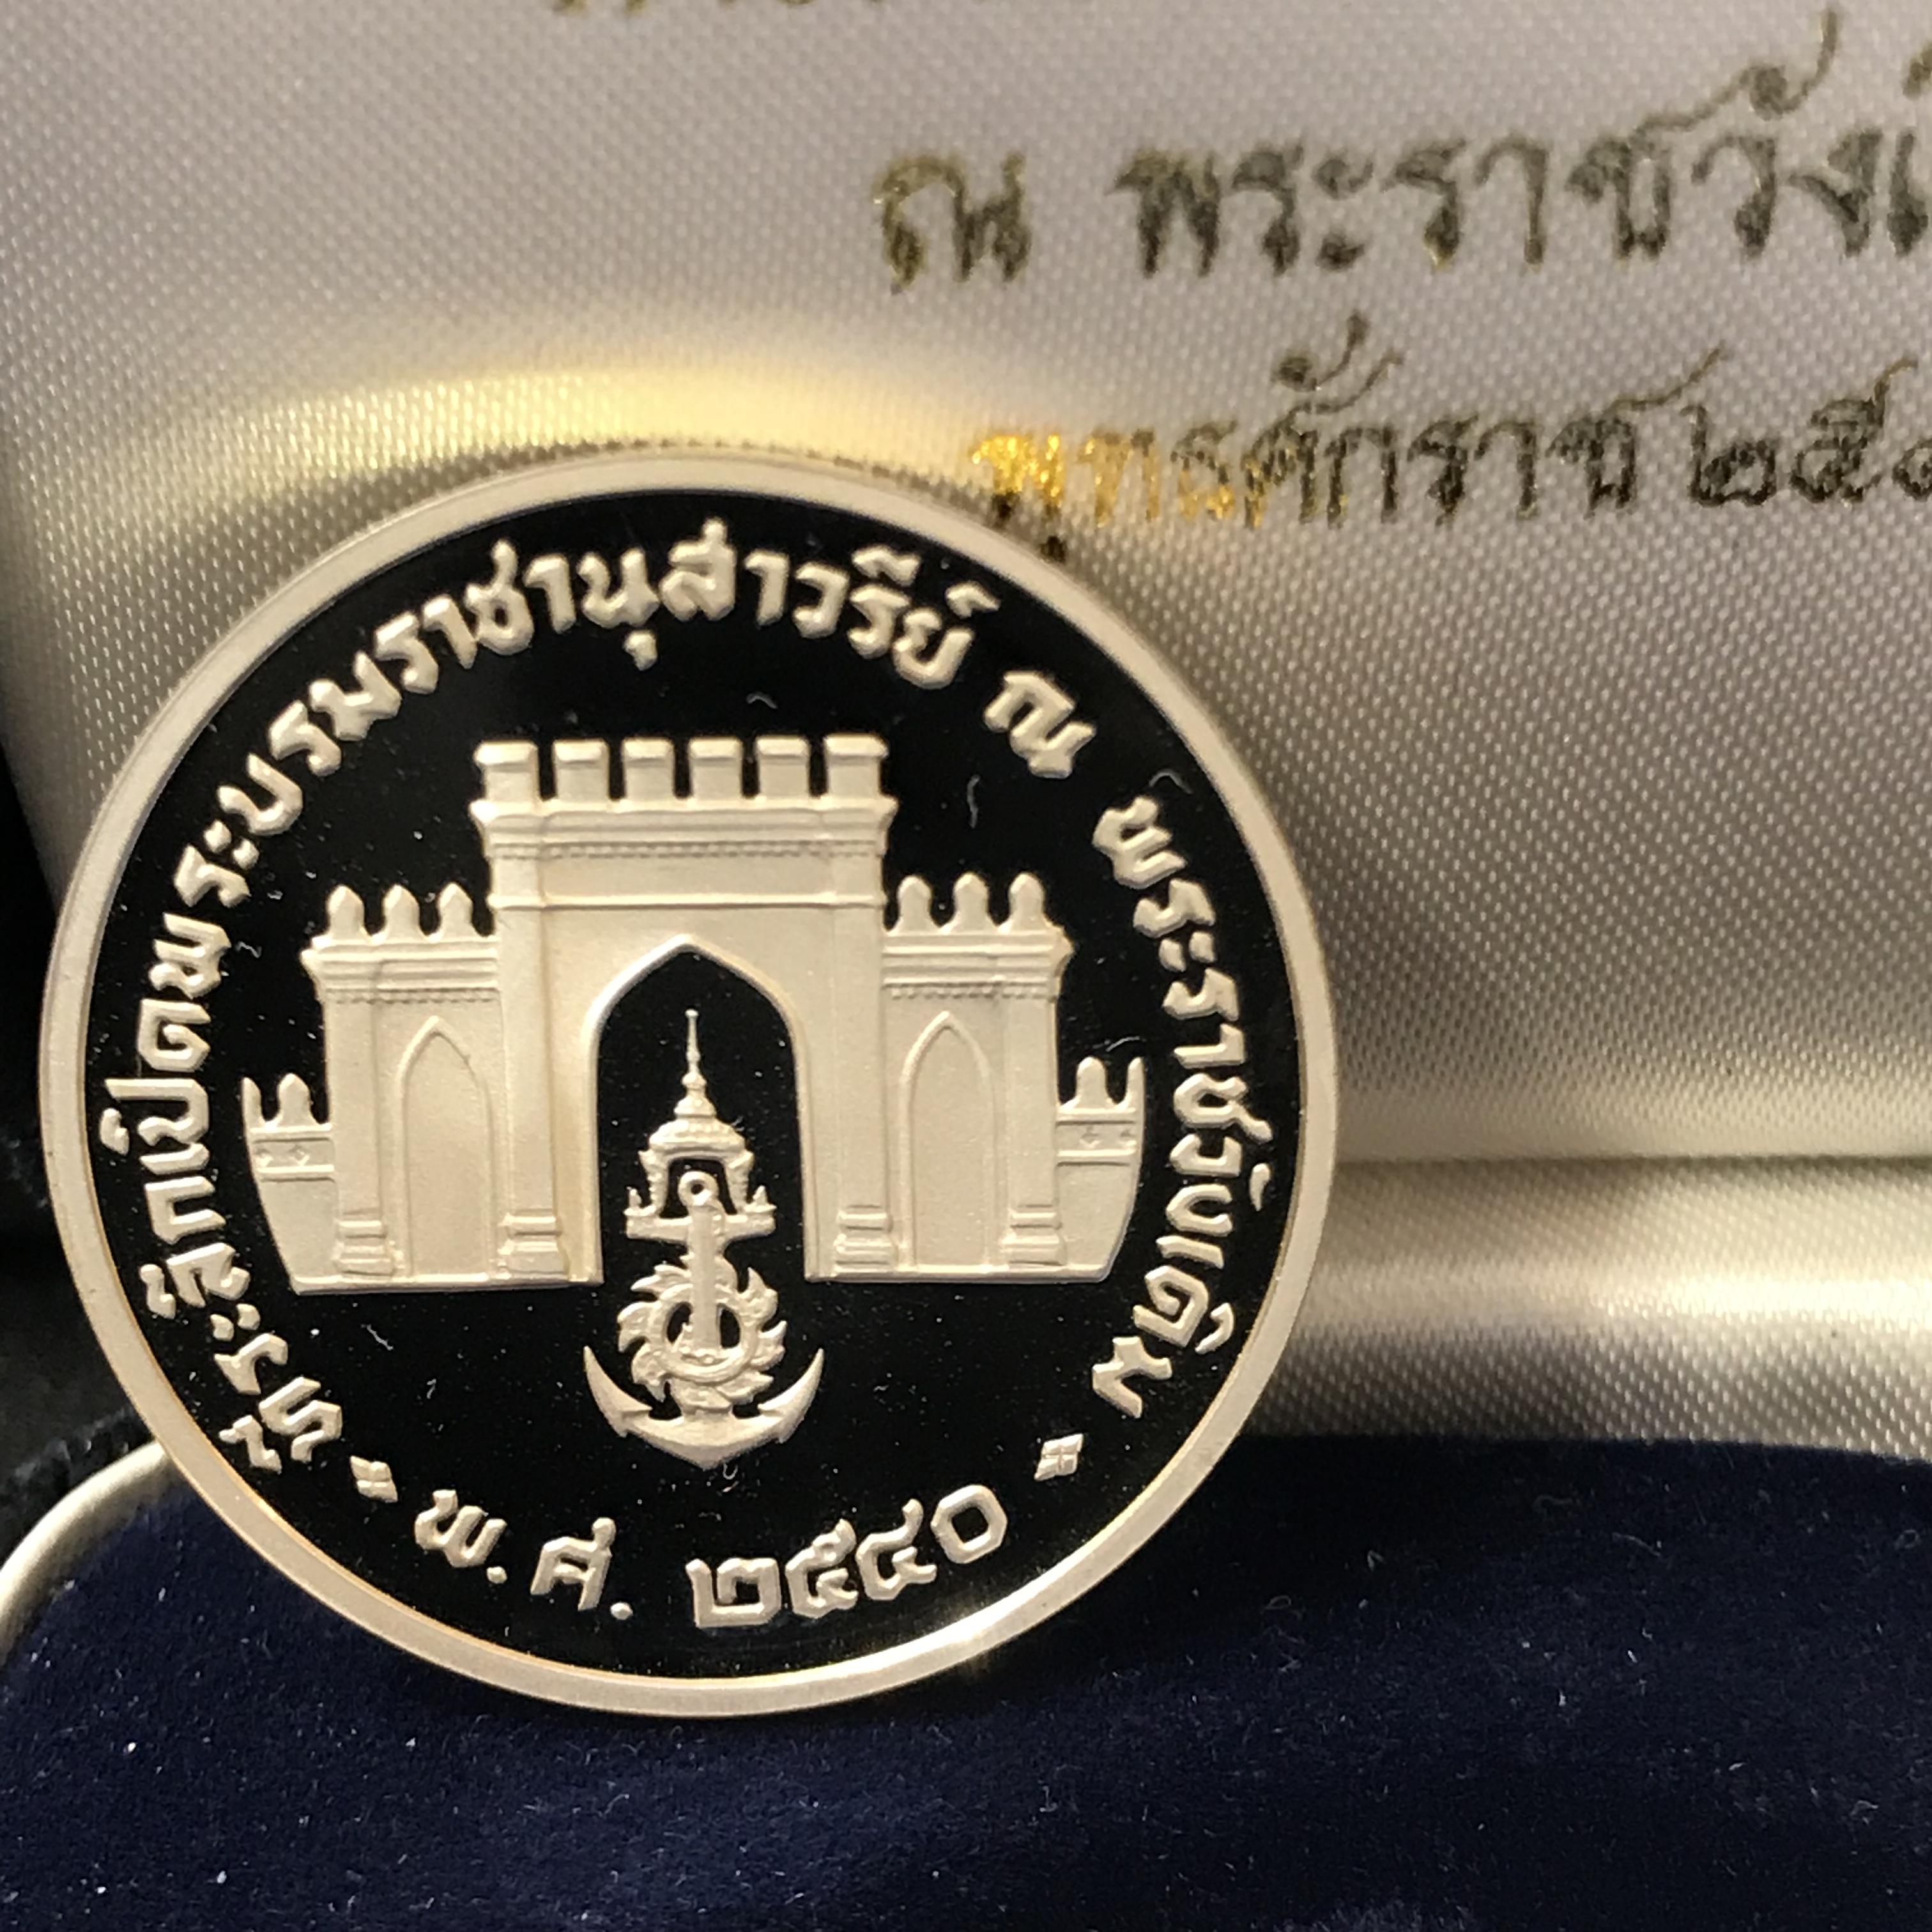 ณ พระราชวังเ
พุทธศักราช ๒๕
ที่ระลึกเปิดพระบรมราชานุสาวรีย์ ณ พระราชวังเดิม
พ.ศ. ๒๕๔๐